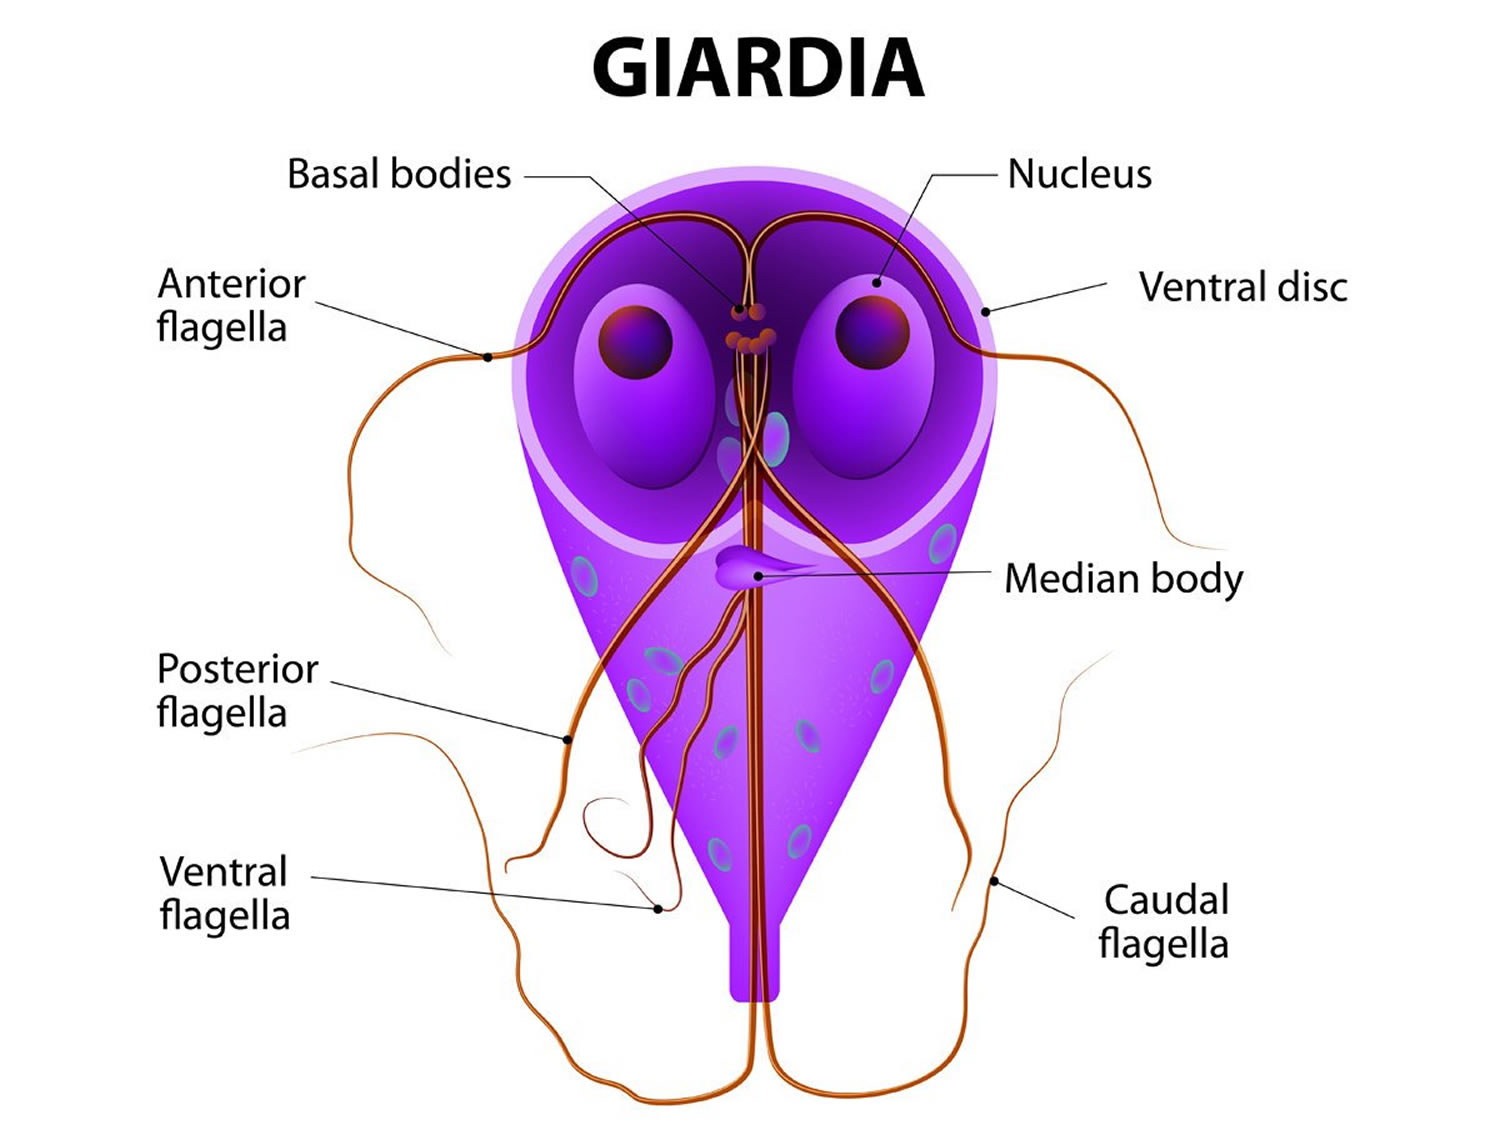 GIARDIA
Basal bodies
Nucleus
Anterior
flagella
Ventral disc
Median body
Posterior
flagella
Ventral
flagella
Caudal
flagella